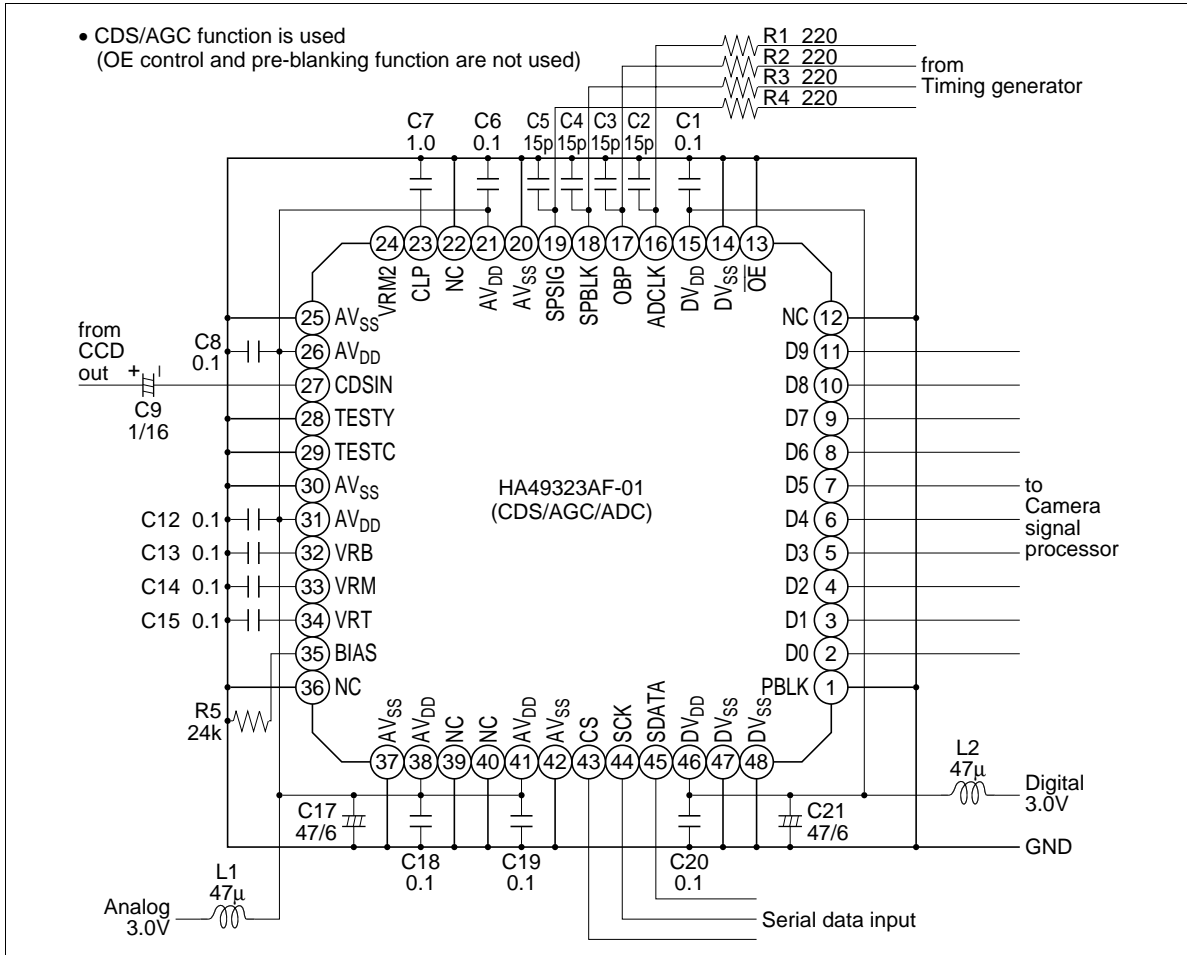 • CDS/AGC function is used
(OE control and pre-blanking function are not used)
R1 220
R2 220
R3 220
R4 220
from
Timing generator
C7
1.0
C6
0.1
C5
15p
C4
15p
C3
15p
C2
15p
C1
0.1
24
23
22
21
20
19
18
17
16
15
14
13
VRM2
CLP
NC
AVDD
AVSS
SPSIG
SPBLK
OBP
ADCLK
DVDD
DVSS
OE
from
CCD
out
+
–
C9
1/16
C8
0.1
C12 0.1
C13 0.1
C14 0.1
C15 0.1
R5
24k
25 AVSS
26 AVDD
27 CDSIN
28 TESTY
29 TESTC
30 AVSS
31 AVDD
32 VRB
33 VRM
34 VRT
35 BIAS
36 NC
HA49323AF-01
(CDS/AGC/ADC)
NC 12
D9 11
D8 10
D7 9
D6 8
D5 7
D4 6
D3 5
D2 4
D1 3
D0 2
PBLK 1
to
Camera
signal
processor
AVSS
AVDD
NC
NC
AVDD
AVSS
CS
SCK
SDATA
DVDD
DVSS
DVSS
37
38
39
40
41
42
43
44
45
46
47
48
C17
47/6
C18
0.1
C19
0.1
C20
0.1
C21
47/6
L2
47µ
Digital
3.0V
GND
L1
47µ
Analog
3.0V
Serial data input